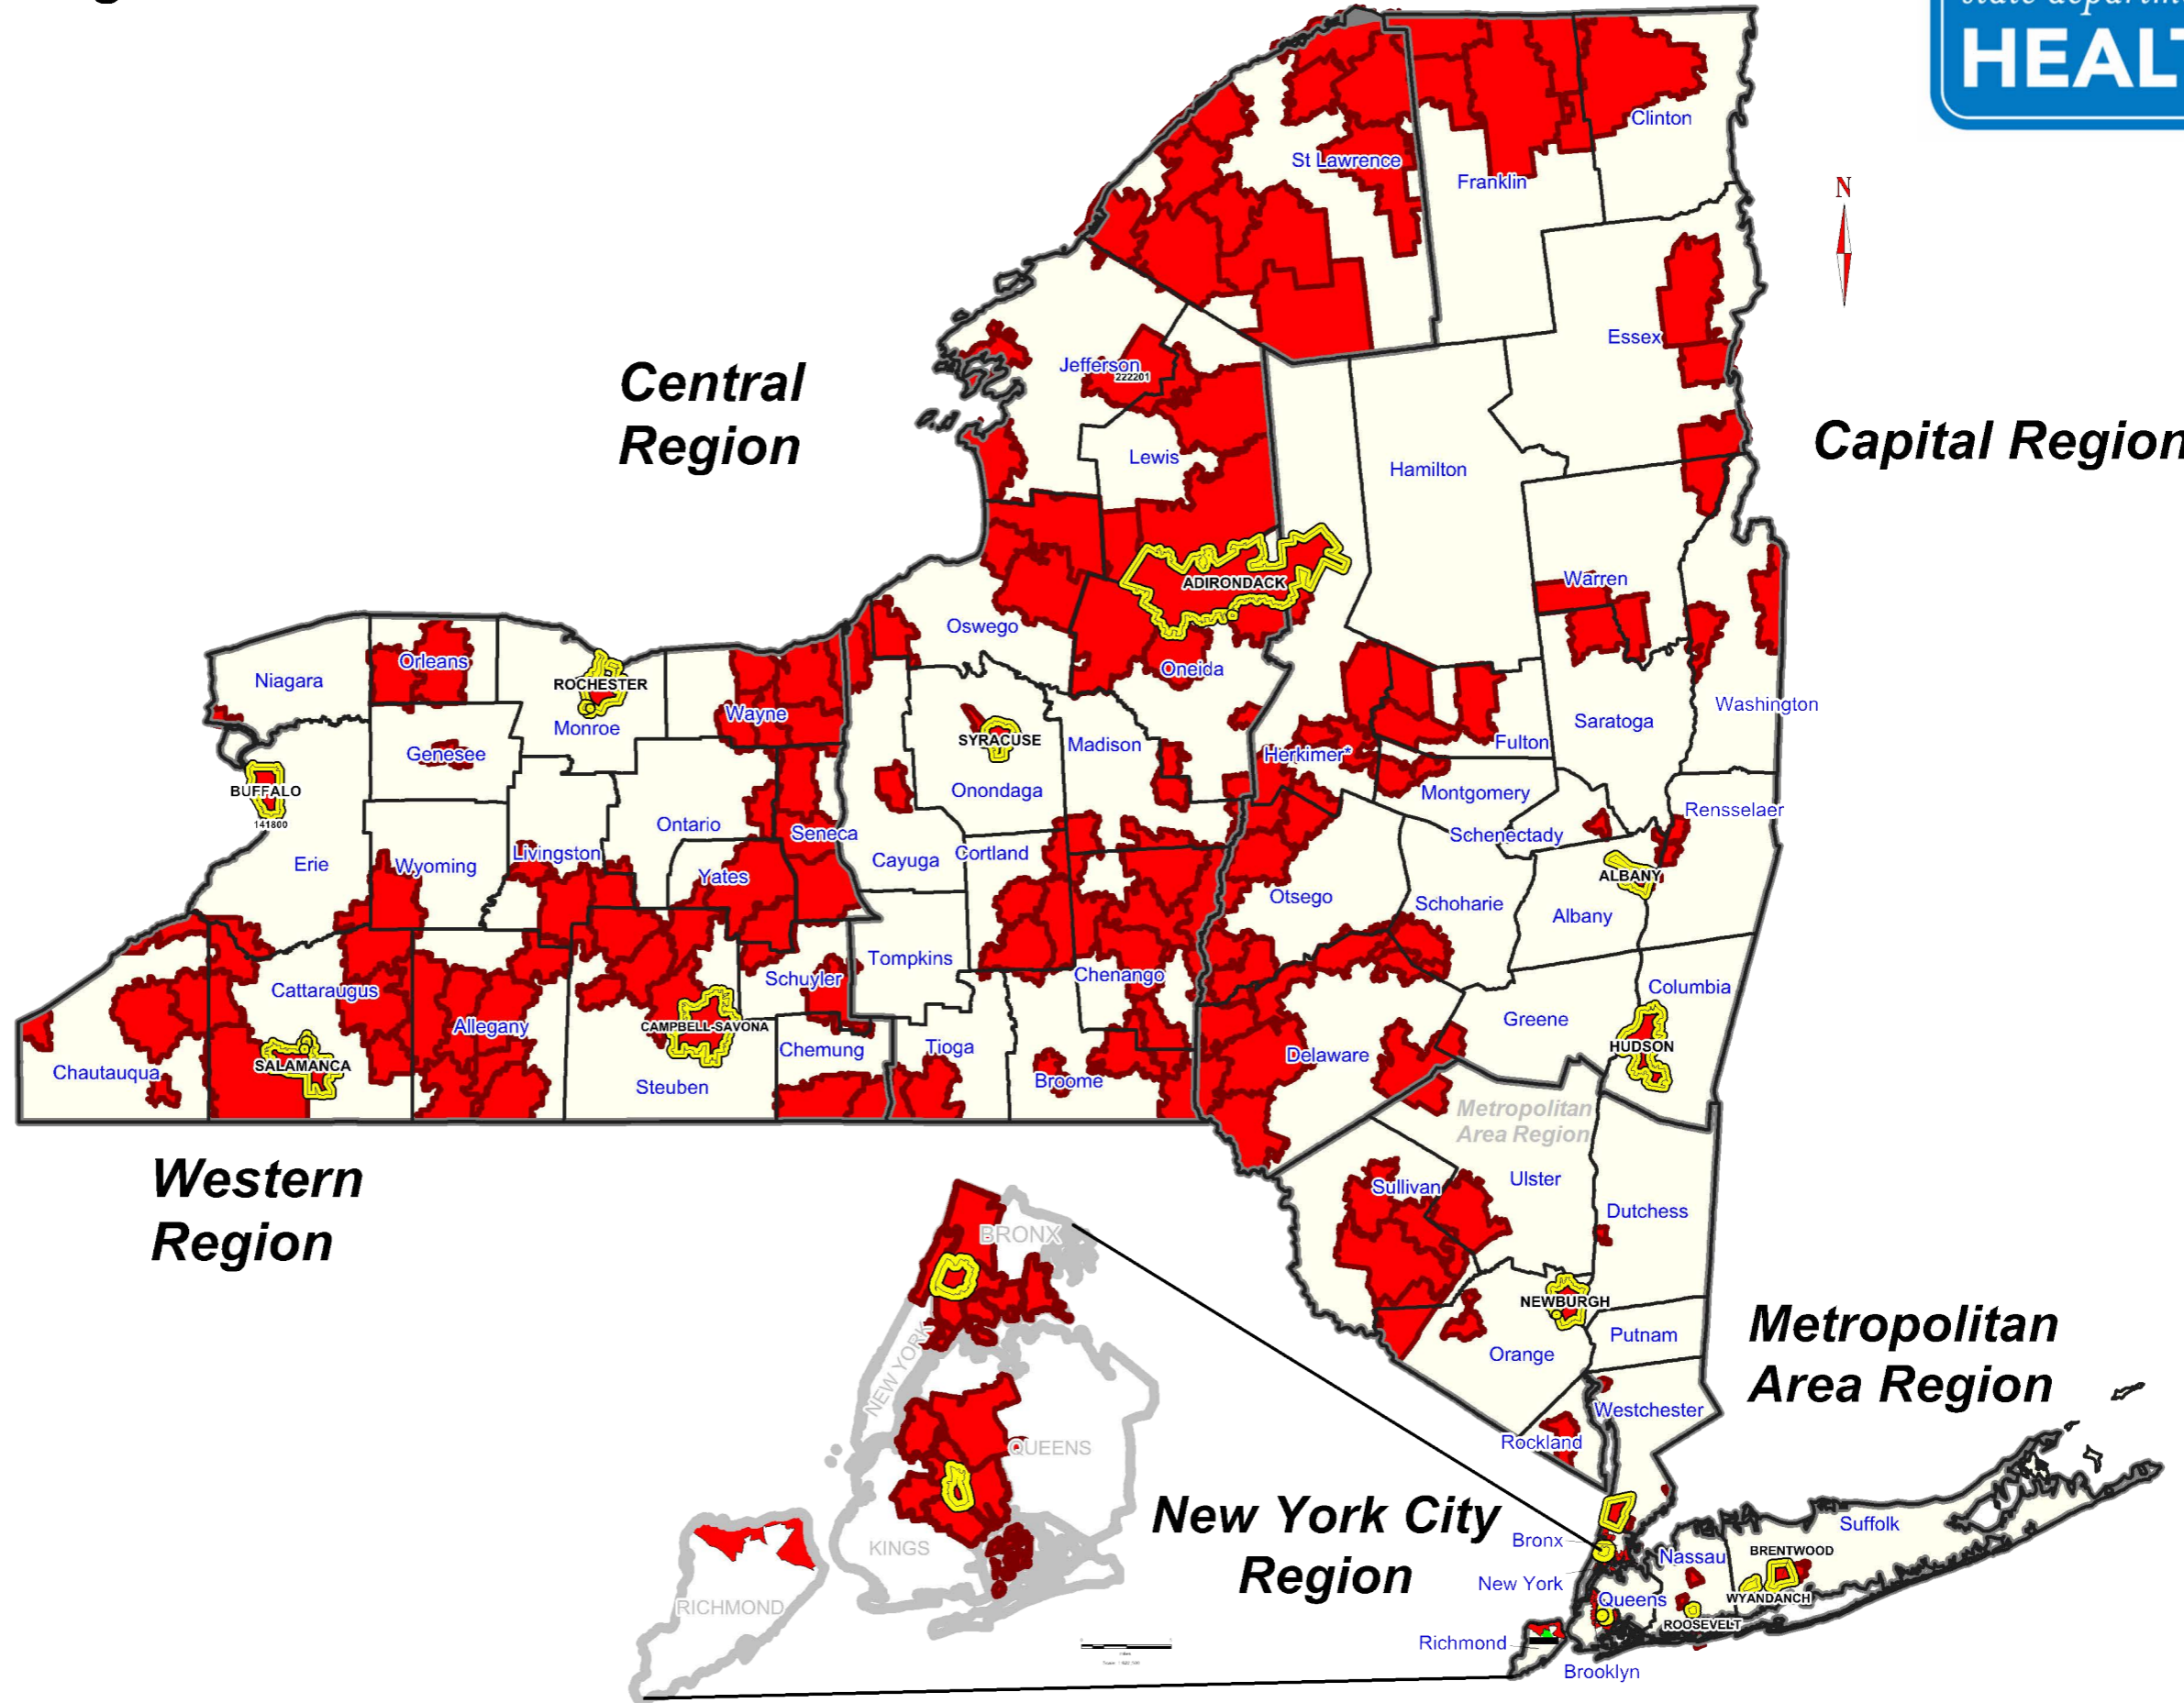 HEALT
N
Clinton
St Lawrence
Franklin
Essex
Central
Region
Jefferson
222201
Capital Region
Lewis
Hamilton
ADIRONDACK
Warren
Oswego
Oneida
Orleans
Niagara
ROCHESTER
Washington
Wayne
Monroe
Saratoga
SYRACUSE
Madison
Fulton
Genesee
Herkimer*
BUFFALO
Onondaga
Montgomery
141800
Ontario
Rensselaer
Seneca
Schenectady
Livingston
Cayuga
Cortland
Erie
Wyoming
Yates
ALBANY
Otsego
Schoharie
Albany
Tompkins
Chenango
Schuyler
Columbia
Cattaraugus
Greene
Allegany
CAMPBELL-SAVONA
HUDSON
Chemung
Tioga
Delaware
SALAMANCA
Chautauqua
Steuben
Broome
Metropolitan
Area Region
Western
Region
Ulster
Sullivan
Dutchess
BRONX
NEWBURGH
Metropolitan
Area Region
Putnam
Orange
NEW YORK
Westchester
Rockland
QUEENS
New York City
Region
Suffolk
Bronx
BRENTWOOD
KINGS
Nassau
New York
WYANDANCH
Queens
RICHMOND
ROOSEVELT
Richmond
Brooklyn